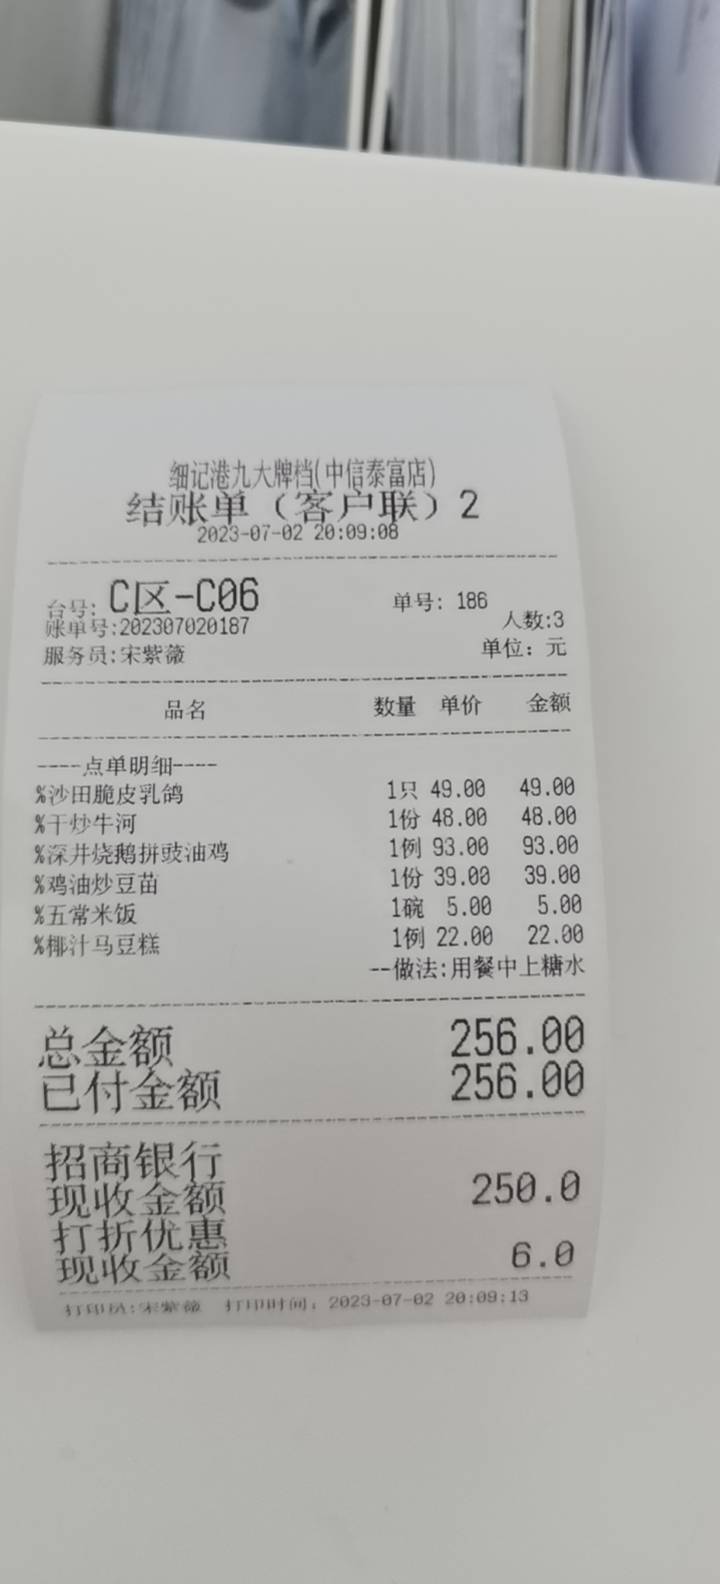 细记港九大牌档(中信泰富店)
结账单（客户联）2
2023-07-02 20:09:08
台号: C区-C06 单号: 186
账单号:202307020187 人数:3
服务员:宋紫薇 单位: 元
品名 数量 单价 金额
----点单明细----
%沙田脆皮乳鸽 1只 49.00 49.00
%干炒牛河 1份 48.00 48.00
%深井烧鹅拼豉油鸡 1例 93.00 93.00
%鸡油炒豆苗 1份 39.00 39.00
%五常米饭 1碗 5.00 5.00
%椰汁马豆糕 1例 22.00 22.00
--做法:用餐中上糖水
总金额 256.00
已付金额 256.00
招商银行
现收金额 250.0
打折优惠
现收金额 6.0
打印员:宋紫薇 打印时间: 2023-07-02 20:09:13